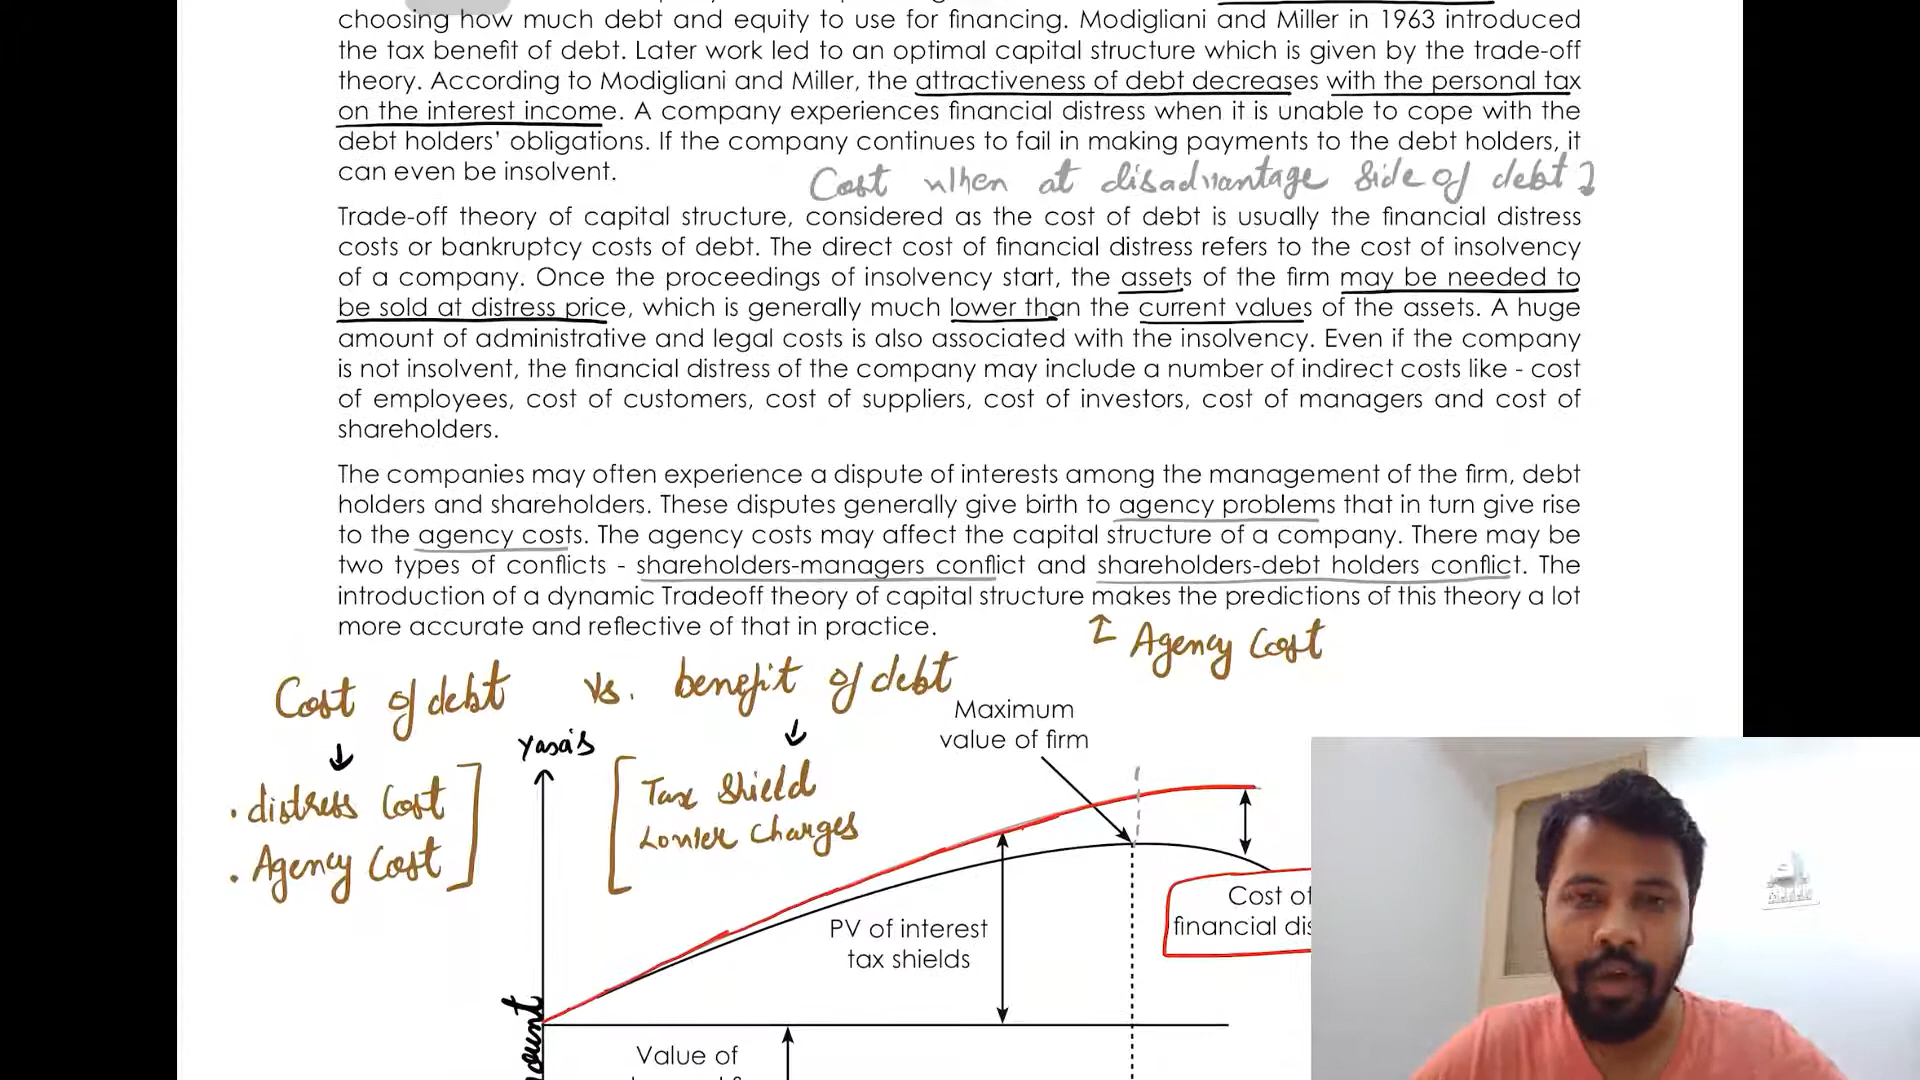 choosing how much debt and equity to use for financing. Modigliani and Miller in 1963 introduced
the tax benefit of debt. Later work led to an optimal capital structure which is given by the trade-off
theory. According to Modigliani and Miller, the attractiveness of debt decreases with the personal tax
on the interest income. A company experiences financial distress when it is unable to cope with the
debt holders' obligations. If the company continues to fail in making payments to the debt holders, it
can even be insolvent.
Cost when at disadvantage side of debt
Trade-off theory of capital structure, considered as the cost of debt is usually the financial distress
costs or bankruptcy costs of debt. The direct cost of financial distress refers to the cost of insolvency
of a company. Once the proceedings of insolvency start, the assets of the firm may be needed to
be sold at distress price, which is generally much lower than the current values of the assets. A huge
amount of administrative and legal costs is also associated with the insolvency. Even if the company
is not insolvent, the financial distress of the company may include a number of indirect costs like - cost
of employees, cost of customers, cost of suppliers, cost of investors, cost of managers and cost of
shareholders.
The companies may often experience a dispute of interests among the management of the firm, debt
holders and shareholders. These disputes generally give birth to agency problems that in turn give rise
to the agency costs. The agency costs may affect the capital structure of a company. There may be
two types of conflicts - shareholders-managers conflict and shareholders-debt holders conflict. The
introduction of a dynamic Tradeoff theory of capital structure makes the predictions of this theory a lot
more accurate and reflective of that in practice.
Agency Cost
Cost of debt Vs. benefit of debt
Maximum
value of firm
distress Cost
Agency Cost
Tax Shield
Lower Charges
PV of interest
tax shields
Cost of
financial dis
Value of